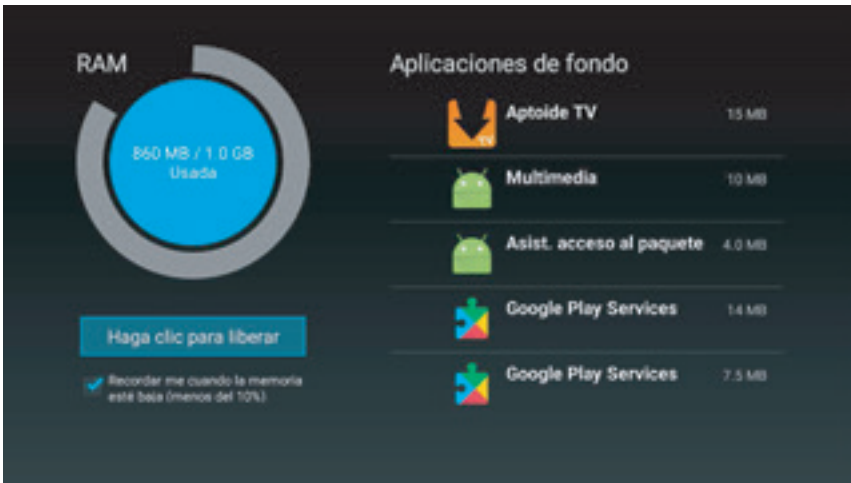 RAM
860 MB / 1.0 GB
Usada
Haga clic para liberar
Recordar me cuando la memoria
esté baja (menos del 10%)
Aplicaciones de fondo
TV
Aptoide TV 15 MB
Multimedia 10 MB
Asist. acceso al paquete 4.0 MB
Google Play Services 14 MB
Google Play Services 7.5 MB